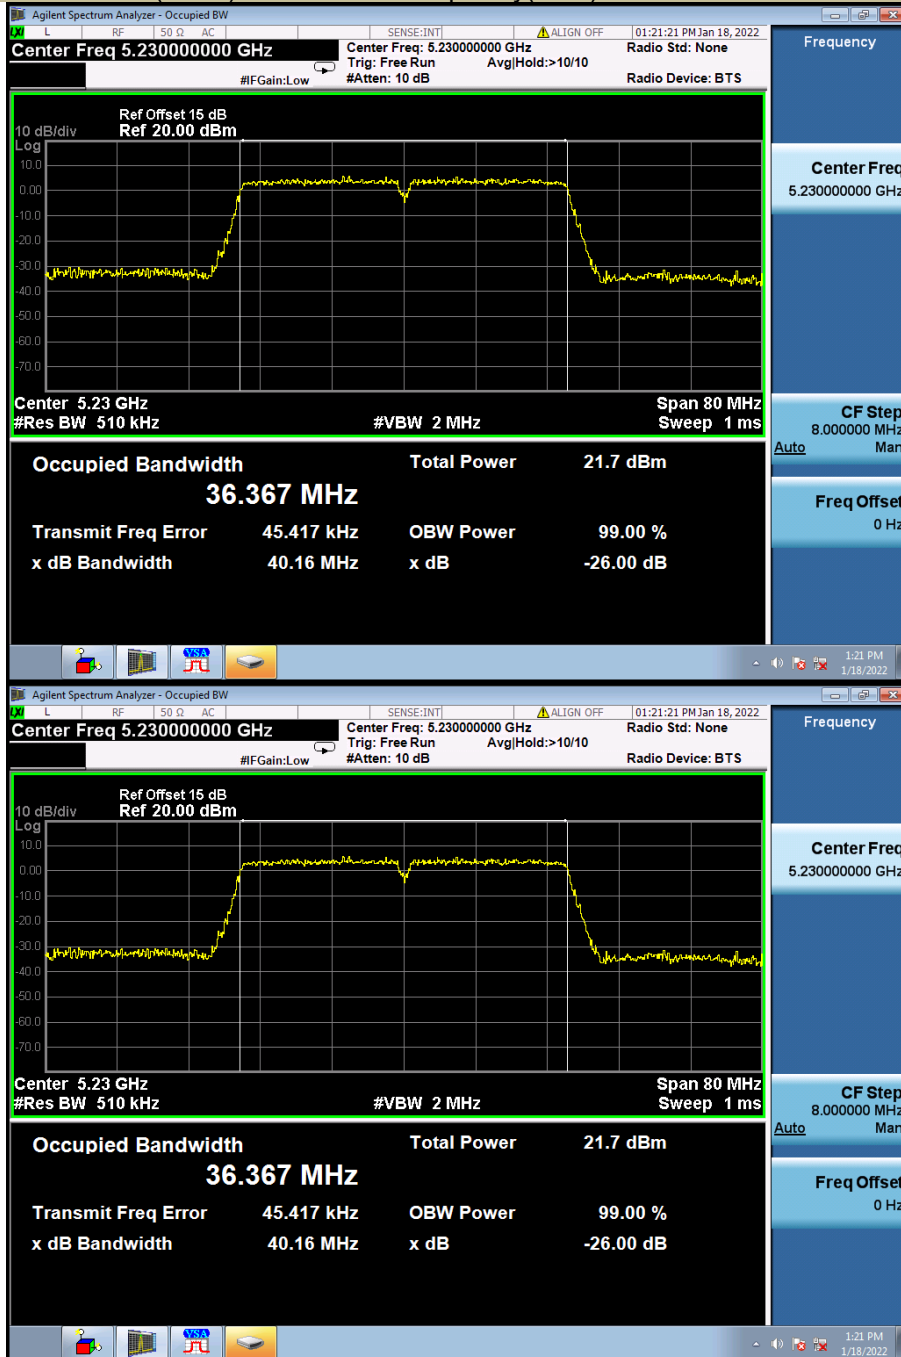 Agilent Spectrum Analyzer - Occupied BW
LXI L RF 50 Ω AC SENSE:INT ALIGN OFF 01:21:21 PM Jan 18, 2022
Center Freq 5.230000000 GHz
Center Freq: 5.230000000 GHz
Radio Std: None
Trig: Free Run Avg|Hold:>10/10
#IFGain:Low
#Atten: 10 dB
Radio Device: BTS
Frequency
Ref Offset 15 dB
10 dB/div Ref 20.00 dBm
Log
10.0
0.00
-10.0
-20.0
-30.0
-40.0
-50.0
-60.0
-70.0
Center 5.23 GHz Span 80 MHz
#Res BW 510 kHz #VBW 2 MHz Sweep 1 ms
Center Freq
5.230000000 GHz
CF Step
8.000000 MHz
Auto Man
Freq Offset
0 Hz
Occupied Bandwidth Total Power 21.7 dBm
36.367 MHz
Transmit Freq Error 45.417 kHz OBW Power 99.00 %
x dB Bandwidth 40.16 MHz x dB -26.00 dB
VSA
1:21 PM
1/18/2022
Agilent Spectrum Analyzer - Occupied BW
LXI L RF 50 Ω AC SENSE:INT ALIGN OFF 01:21:21 PM Jan 18, 2022
Center Freq 5.230000000 GHz
Center Freq: 5.230000000 GHz
Radio Std: None
Trig: Free Run Avg|Hold:>10/10
#IFGain:Low
#Atten: 10 dB
Radio Device: BTS
Frequency
Ref Offset 15 dB
10 dB/div Ref 20.00 dBm
Log
10.0
0.00
-10.0
-20.0
-30.0
-40.0
-50.0
-60.0
-70.0
Center 5.23 GHz Span 80 MHz
#Res BW 510 kHz #VBW 2 MHz Sweep 1 ms
Center Freq
5.230000000 GHz
CF Step
8.000000 MHz
Auto Man
Freq Offset
0 Hz
Occupied Bandwidth Total Power 21.7 dBm
36.367 MHz
Transmit Freq Error 45.417 kHz OBW Power 99.00 %
x dB Bandwidth 40.16 MHz x dB -26.00 dB
VSA
1:21 PM
1/18/2022